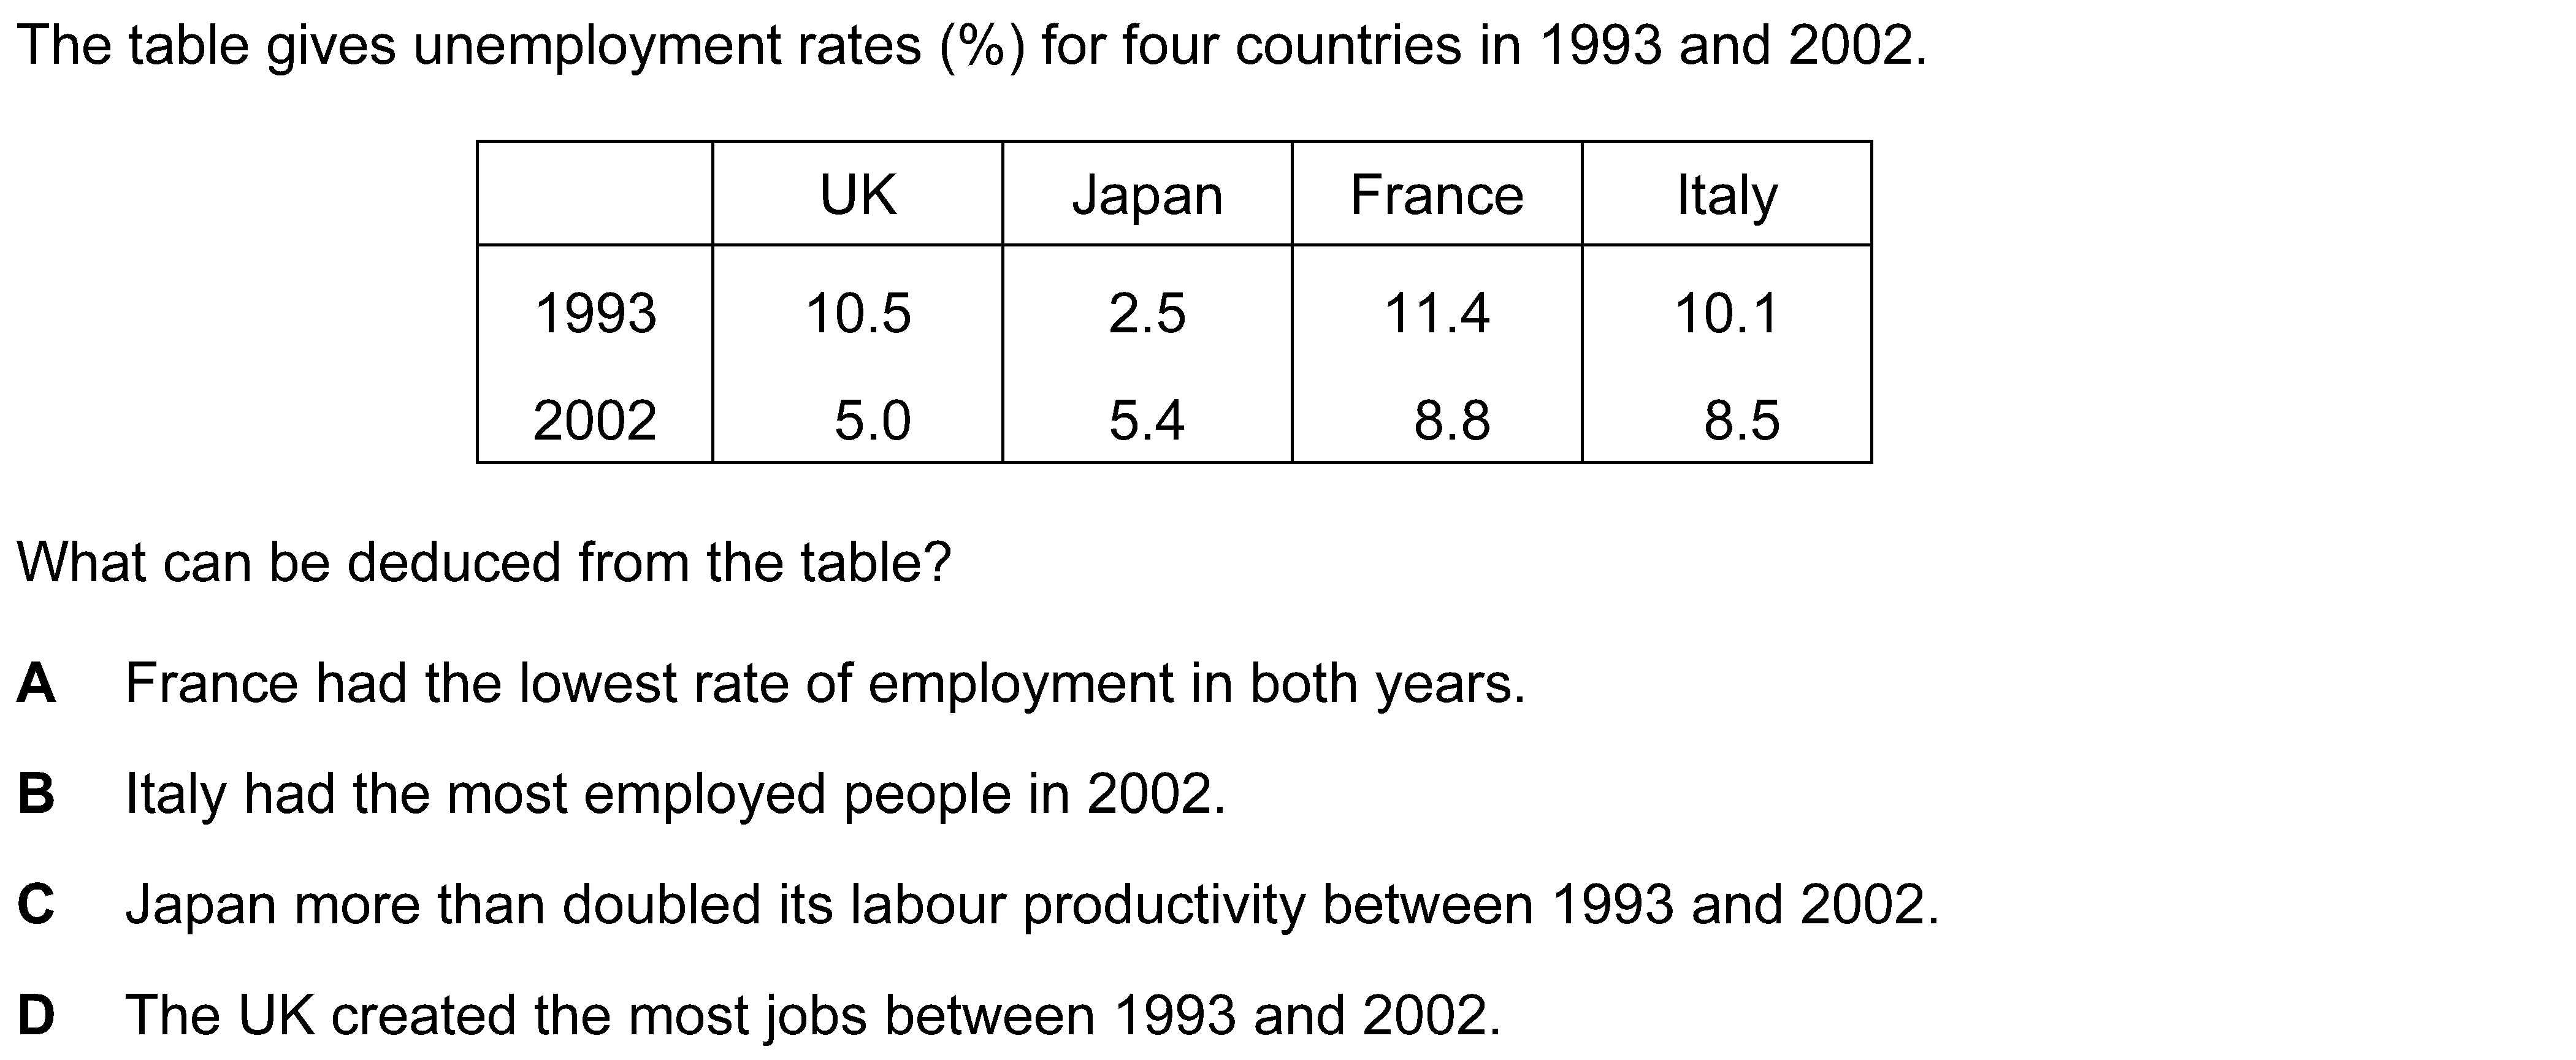 The table gives unemployment rates (%) for four countries in 1993 and 2002.
UK Japan France Italy
1993 10.5 2.5 11.4 10.1
2002 5.0 5.4 8.8 8.5
What can be deduced from the table?
A France had the lowest rate of employment in both years.
B Italy had the most employed people in 2002.
C Japan more than doubled its labour productivity between 1993 and 2002.
D The UK created the most jobs between 1993 and 2002.